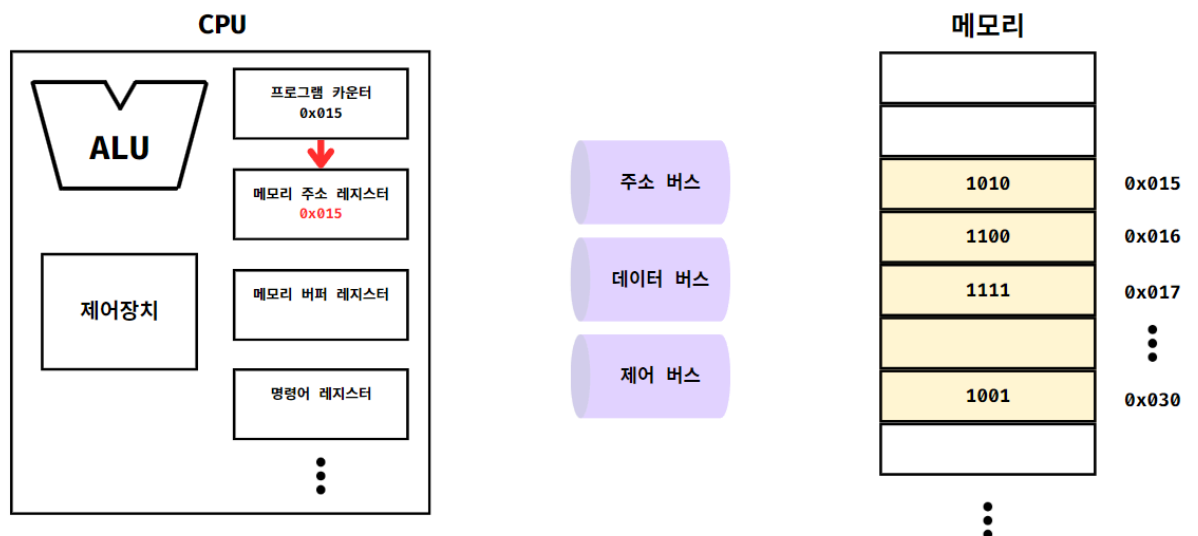 CPU
ALU
제어장치
프로그램 카운터
0x015
메모리 주소 레지스터
0x015
메모리 버퍼 레지스터
명령어 레지스터
주소 버스
데이터 버스
제어 버스
메모리
1010
0x015
1100
0x016
1111
0x017
1001
0x030